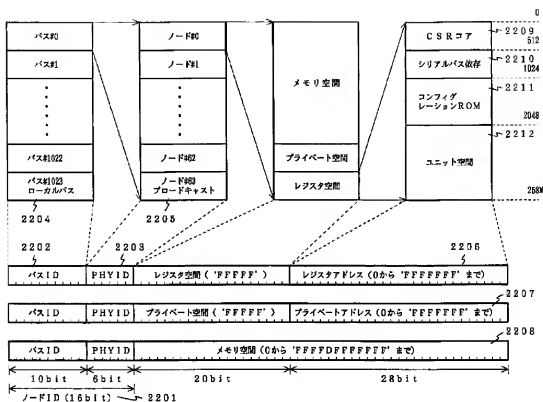 0
バス#0
ノード#0
CSRコア
2209
512
バス#1
ノード#1
シリアルバス依存
2210
1024
メモリ空間
コンフィグ
レーションROM
2211
2048
バス#1022
ノード#62
プライベート空間
ユニット空間
2212
バス#1023
ローカルバス
ノード#63
ブロードキャスト
レジスタ空間
2204
2205
2202
2203
2206
バスID
PHYID
レジスタ空間('FFFFF')
レジスタアドレス(0から'FFFFFFF'まで)
2207
バスID
PHYID
プライベート空間('FFFFF')
プライベートアドレス(0から'FFFFFFF'まで)
2208
バスID
PHYID
メモリ空間(0から'FFFFDFFFFFFF'まで)
10bit
6bit
20bit
28bit
ノードID(16bit)
2201